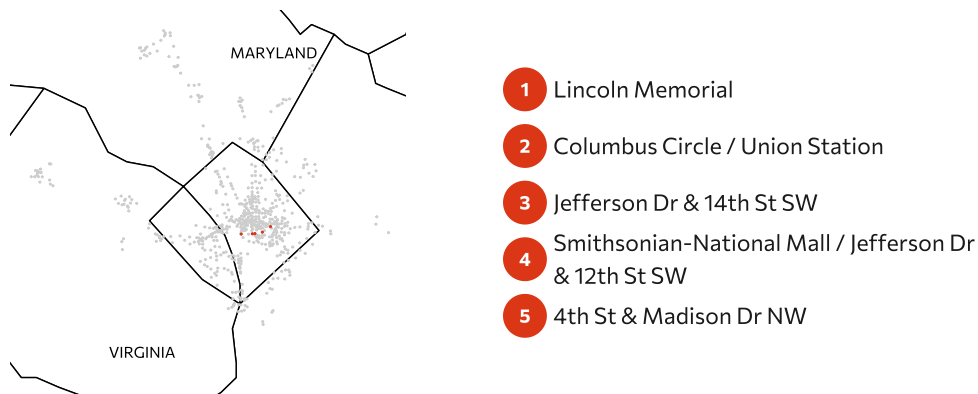 MARYLAND
VIRGINIA
1 Lincoln Memorial
2 Columbus Circle / Union Station
3 Jefferson Dr & 14th St SW
4 Smithsonian-National Mall / Jefferson Dr
& 12th St SW
5 4th St & Madison Dr NW